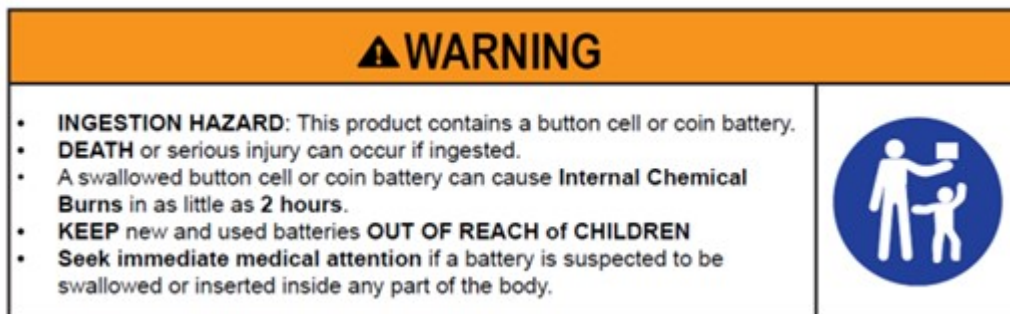 WARNING
• INGESTION HAZARD: This product contains a button cell or coin battery.
• DEATH or serious injury can occur if ingested.
• A swallowed button cell or coin battery can cause Internal Chemical
Burns in as little as 2 hours.
• KEEP new and used batteries OUT OF REACH of CHILDREN
• Seek immediate medical attention if a battery is suspected to be
swallowed or inserted inside any part of the body.